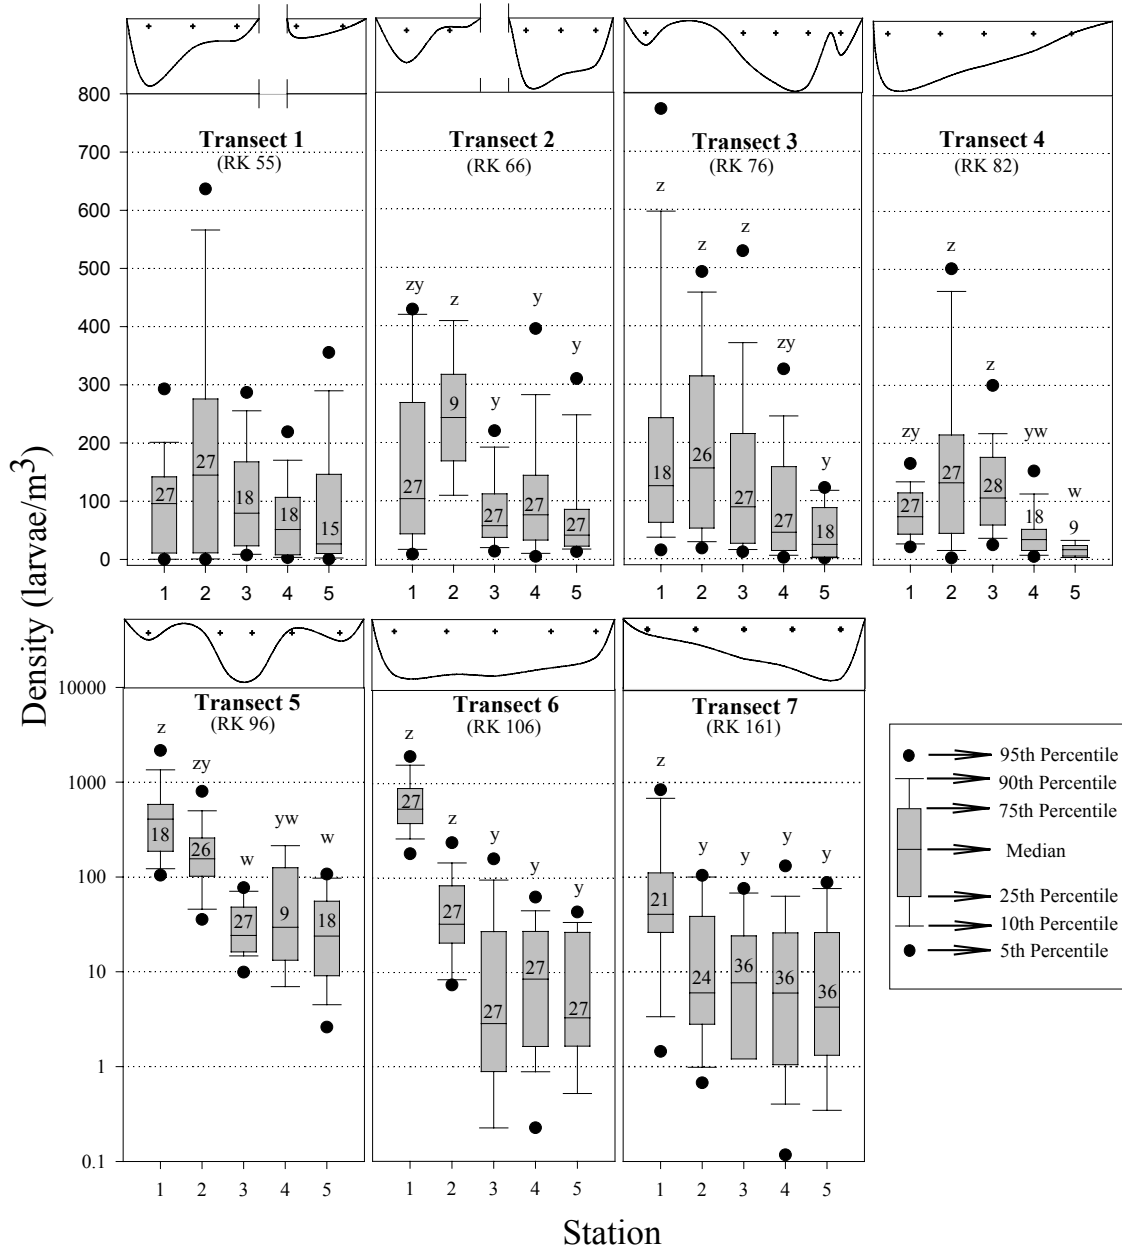 Transect 1
(RK 55)
Transect 2
(RK 66)
Transect 3
(RK 76)
Transect 4
(RK 82)
800
700
600
500
400
300
200
100
0
27
27
18
18
15
1 2 3 4 5
zy z y y y
27
9
27
27
27
1 2 3 4 5
z z z zy y
18
26
27
27
18
1 2 3 4 5
zy z z yw w
27
27
28
18
9
1 2 3 4 5
Density (larvae/m³)
Transect 5
(RK 96)
Transect 6
(RK 106)
Transect 7
(RK 161)
10000
1000
100
10
1
0.1
z zy w yw w
18
26
27
9
18
1 2 3 4 5
z z y y y
27
27
27
27
27
1 2 3 4 5
z y y y y
21
24
36
36
36
1 2 3 4 5
95th Percentile
90th Percentile
75th Percentile
Median
25th Percentile
10th Percentile
5th Percentile
Station